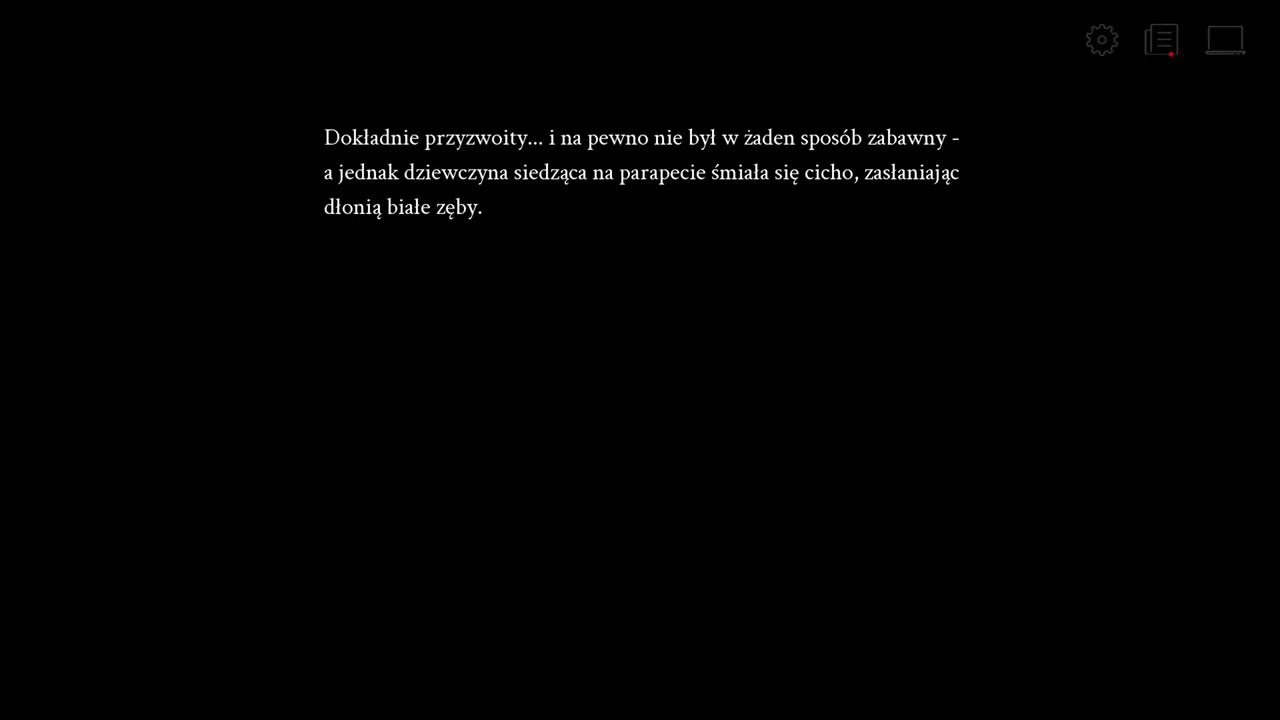 Dokładnie przyzwoity... i na pewno nie był w żaden sposób zabawny -
a jednak dziewczyna siedząca na parapecie śmiała się cicho, zasłaniając
dłonią białe zęby.